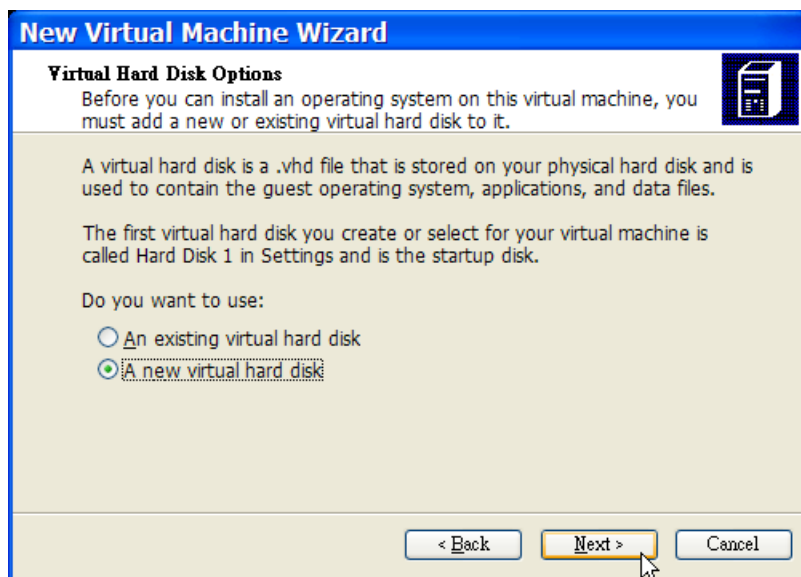 New Virtual Machine Wizard
Virtual Hard Disk Options
Before you can install an operating system on this virtual machine, you
must add a new or existing virtual hard disk to it.
A virtual hard disk is a .vhd file that is stored on your physical hard disk and is
used to contain the guest operating system, applications, and data files.
The first virtual hard disk you create or select for your virtual machine is
called Hard Disk 1 in Settings and is the startup disk.
Do you want to use:
An existing virtual hard disk
A new virtual hard disk
< Back Next > Cancel